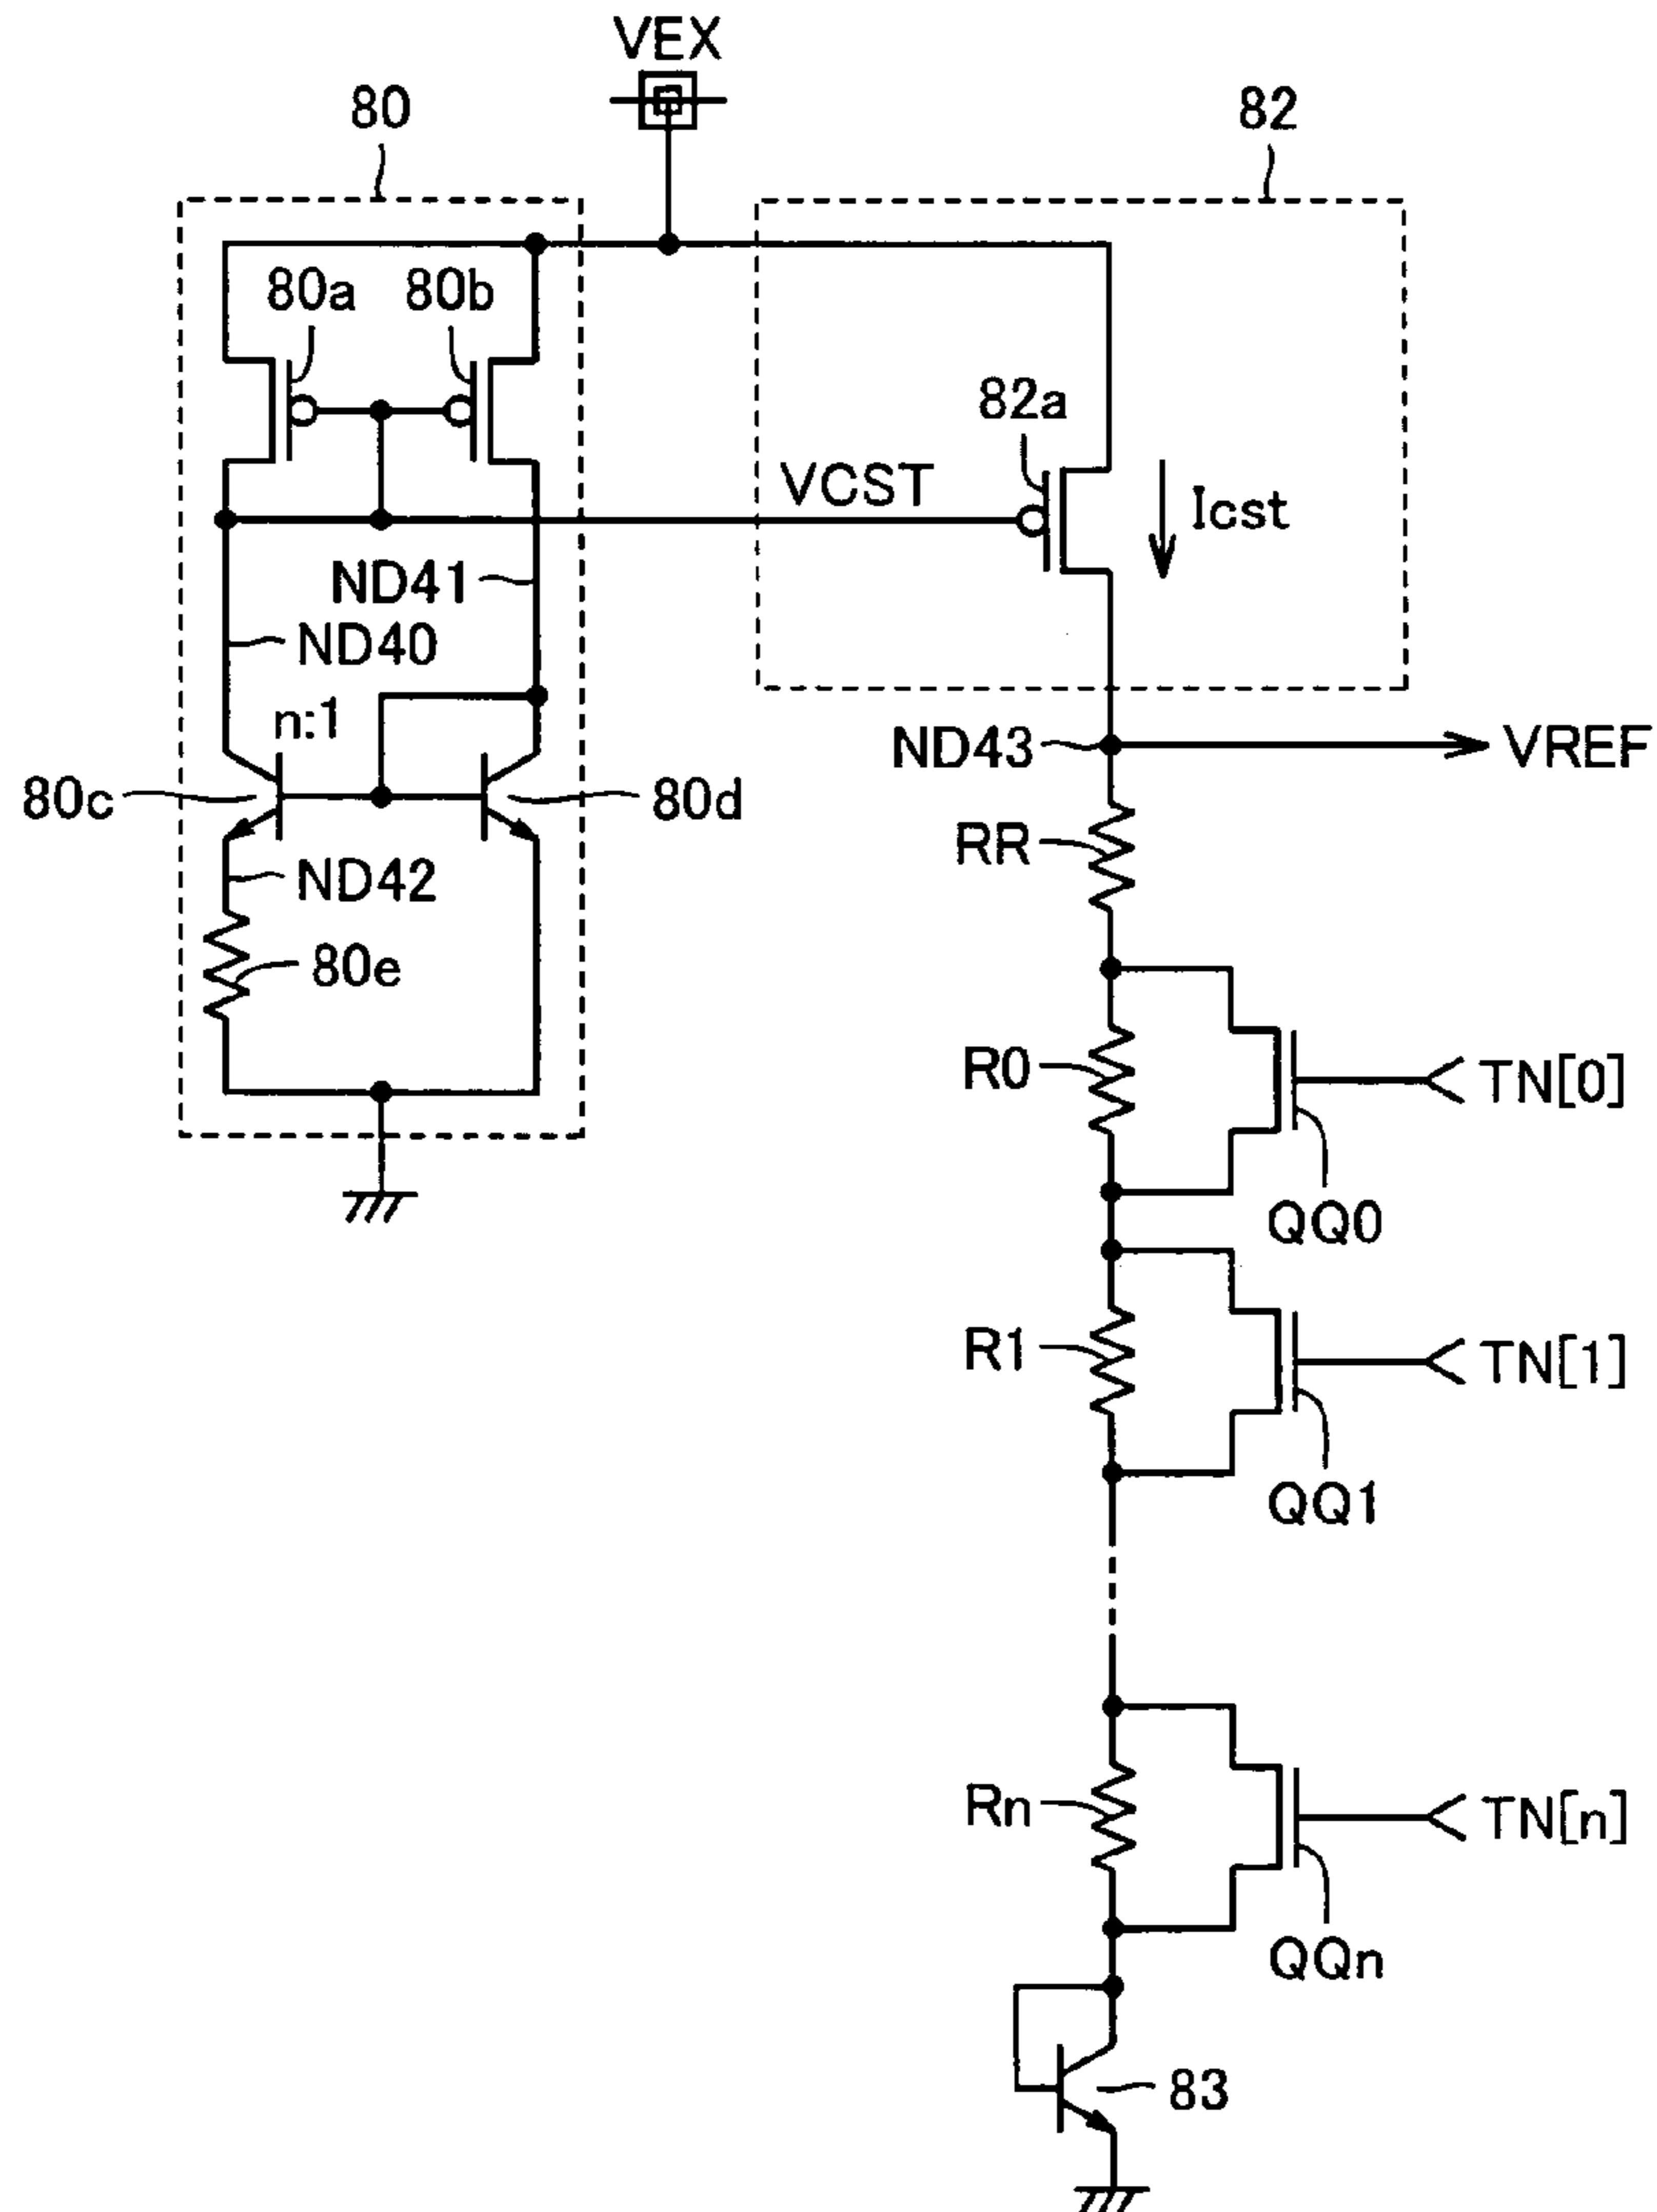 VEX
80
82
80a
80b
82a
VCST
Icst
ND41
ND40
n:1
ND43
VREF
80c
80d
RR
ND42
80e
R0
TN[0]
QQ0
R1
TN[1]
QQ1
Rn
TN[n]
QQn
83